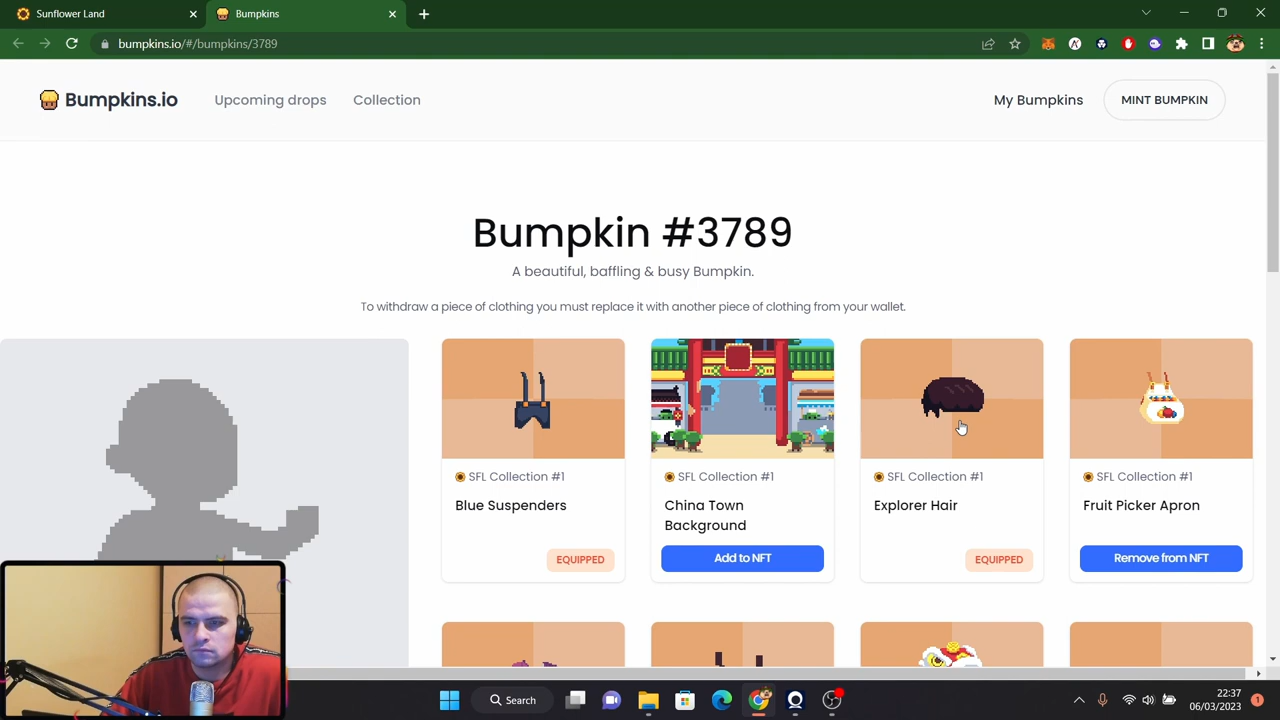 Sunflower Land
Bumpkins
bumpkins.io/#/bumpkins/3789
Bumpkins.io
Upcoming drops
Collection
My Bumpkins
MINT BUMPKIN
Bumpkin #3789
A beautiful, baffling & busy Bumpkin.
To withdraw a piece of clothing you must replace it with another piece of clothing from your wallet.
SFL Collection #1
Blue Suspenders
EQUIPPED
SFL Collection #1
China Town
Background
Add to NFT
SFL Collection #1
Explorer Hair
EQUIPPED
SFL Collection #1
Fruit Picker Apron
Remove from NFT
Search
22:37
06/03/2023
1